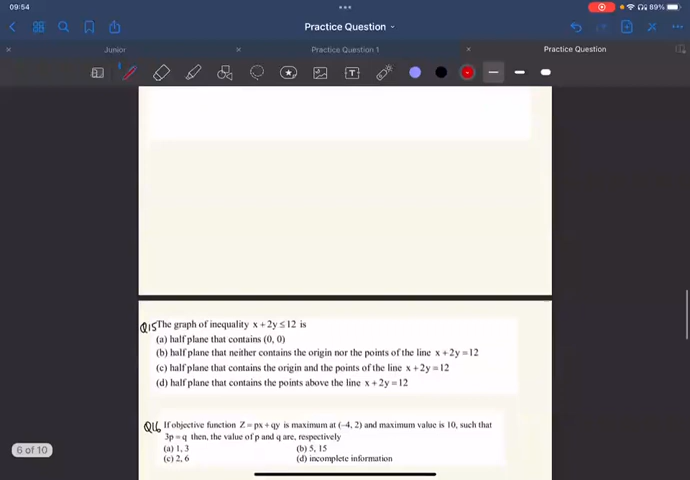 09:54
89%
Practice Question
Junior
Practice Question 1
Practice Question
Q15 The graph of inequality x + 2y ≤ 12 is
(a) half plane that contains (0, 0)
(b) half plane that neither contains the origin nor the points of the line x + 2y = 12
(c) half plane that contains the origin and the points of the line x + 2y = 12
(d) half plane that contains the points above the line x + 2y = 12
Q16 If objective function Z = px + qy is maximum at (−4, 2) and maximum value is 10, such that
3p = q then, the value of p and q are, respectively
(a) 1, 3 (b) 5, 15
(c) 2, 6 (d) incomplete information
6 of 10